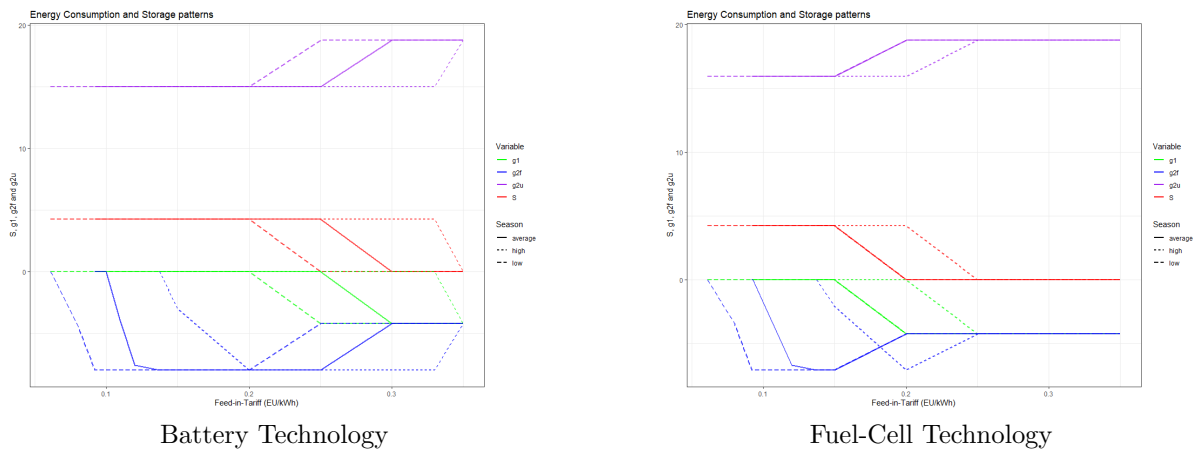 Energy Consumption and Storage patterns
20
10
0
S, g1, g2f and g2u
0.1
0.2
0.3
Feed-in-Tariff (EU/kWh)
Variable
g1
g2f
g2u
S
Season
average
high
low
Battery Technology
Energy Consumption and Storage patterns
20
10
0
S, g1, g2f and g2u
0.1
0.2
0.3
Feed-in-Tariff (EU/kWh)
Variable
g1
g2f
g2u
S
Season
average
high
low
Fuel-Cell Technology